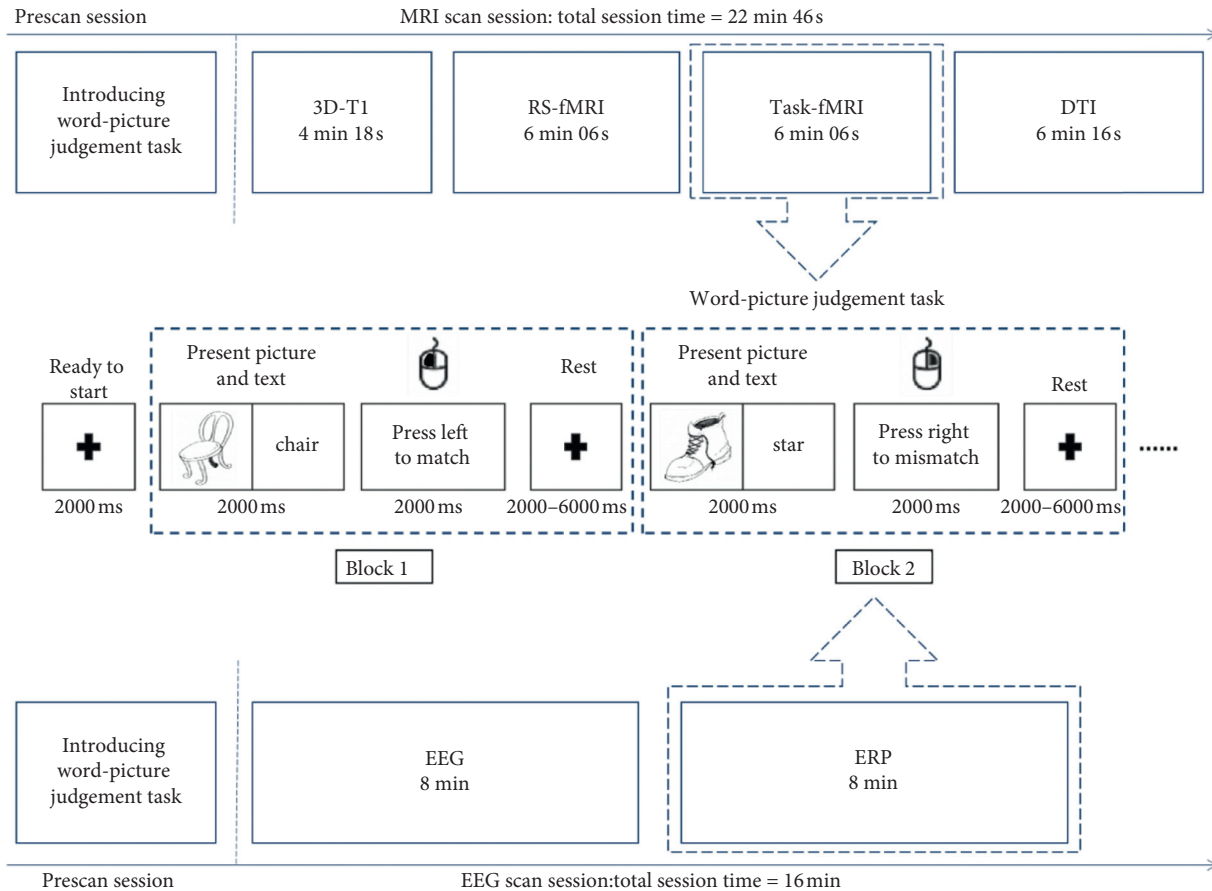 Prescan session
MRI scan session: total session time = 22 min 46 s
Introducing
word-picture
judgement task
3D-T1
4 min 18 s
RS-fMRI
6 min 06 s
Task-fMRI
6 min 06 s
DTI
6 min 16 s
Word-picture judgement task
Ready to
start
2000 ms
Present picture
and text
chair
2000 ms
Press left
to match
2000 ms
Rest
2000–6000 ms
Present picture
and text
star
2000 ms
Press right
to mismatch
2000 ms
Rest
2000–6000 ms
......
Block 1
Block 2
Introducing
word-picture
judgement task
EEG
8 min
ERP
8 min
Prescan session
EEG scan session:total session time = 16 min